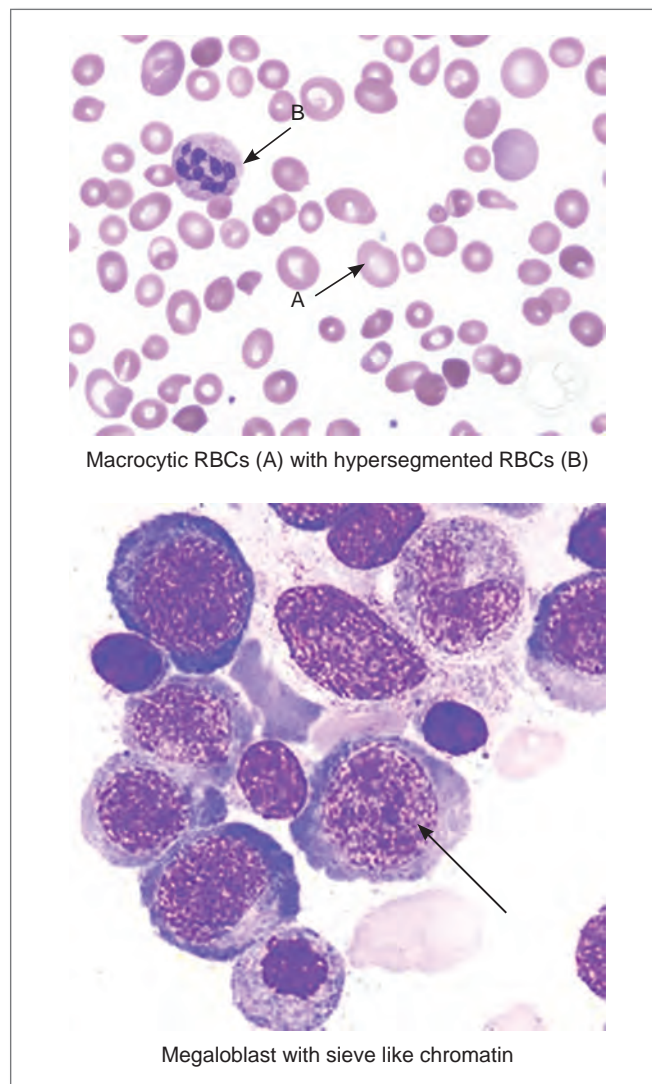 B
A
Macrocytic RBCs (A) with hypersegmented RBCs (B)
Megaloblast with sieve like chromatin